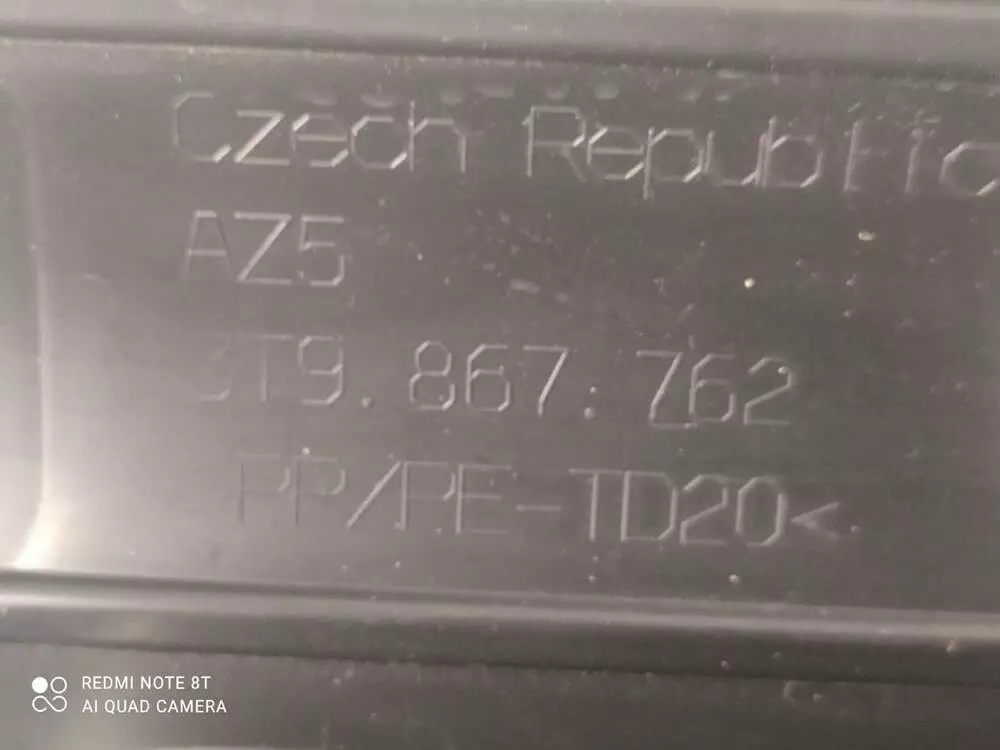 Czech Republic
AZ5
3T9.867.762
>PP/PE-TD20<
REDMI NOTE 8T
AI QUAD CAMERA